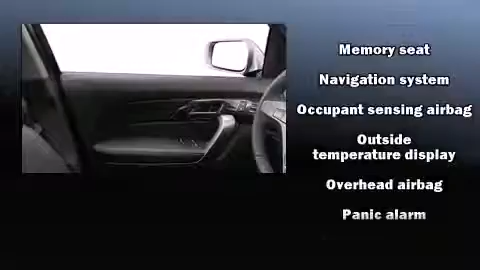 Memory seat
Navigation system
Occupant sensing airbag
Outside
temperature display
Overhead airbag
Panic alarm